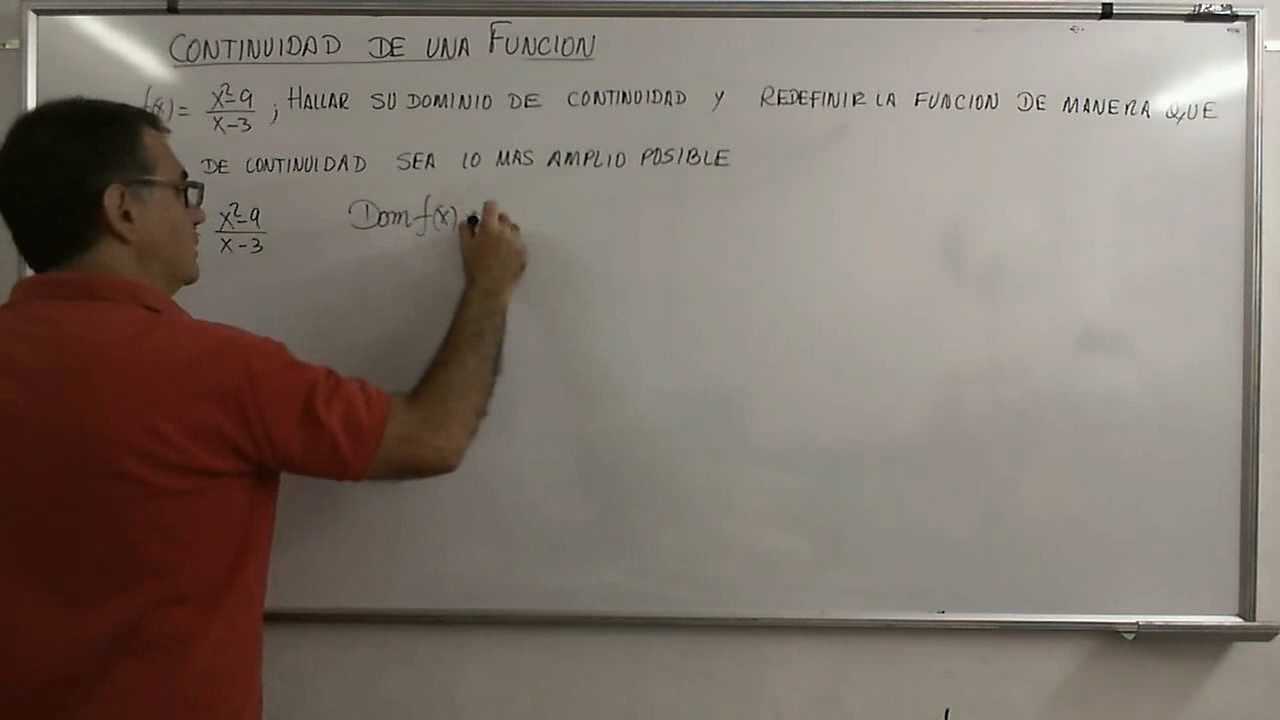 CONTINUIDAD DE UNA FUNCION
f(x) = x²-9 / x-3 ; HALLAR SU DOMINIO DE CONTINUIDAD Y REDEFINIR LA FUNCION DE MANERA QUE
DE CONTINUIDAD SEA LO MAS AMPLIO POSIBLE
x²-9 / x-3 Dom f(x)